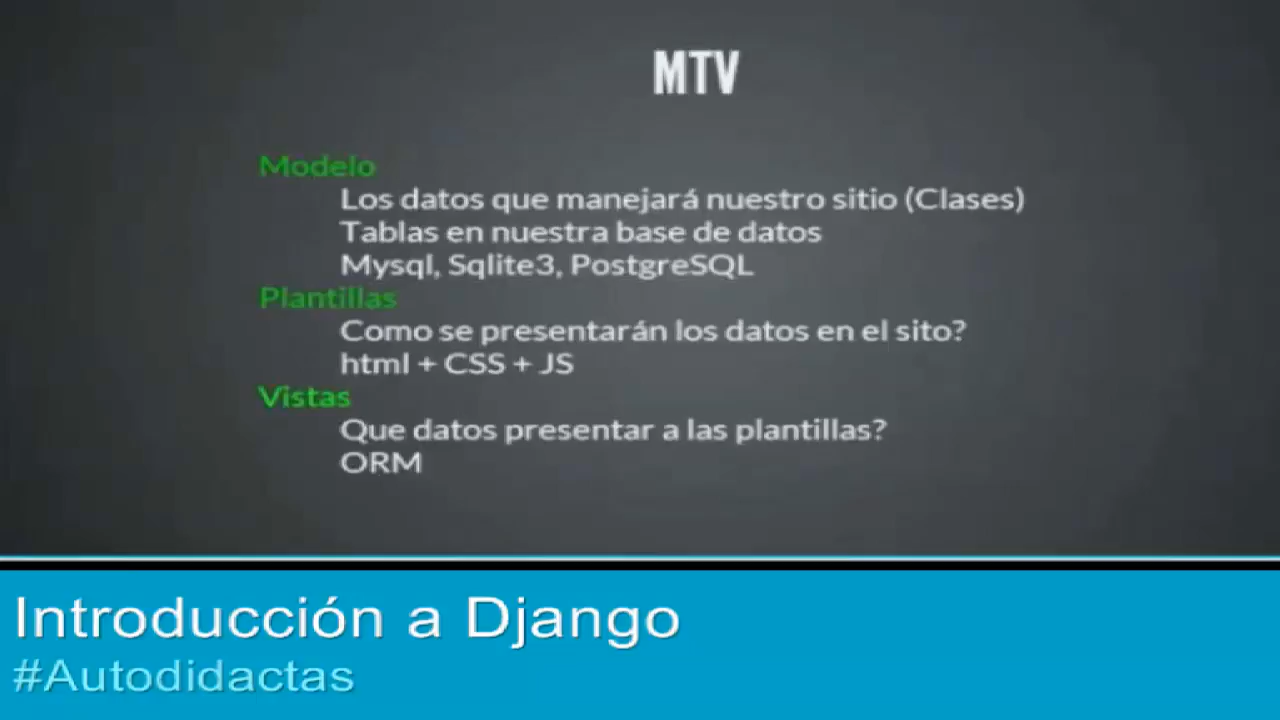 MTV
Modelo
Los datos que manejará nuestro sitio (Clases)
Tablas en nuestra base de datos
Mysql, Sqlite3, PostgreSQL
Plantillas
Como se presentarán los datos en el sito?
html + CSS + JS
Vistas
Que datos presentar a las plantillas?
ORM
Introducción a Django
#Autodidactas